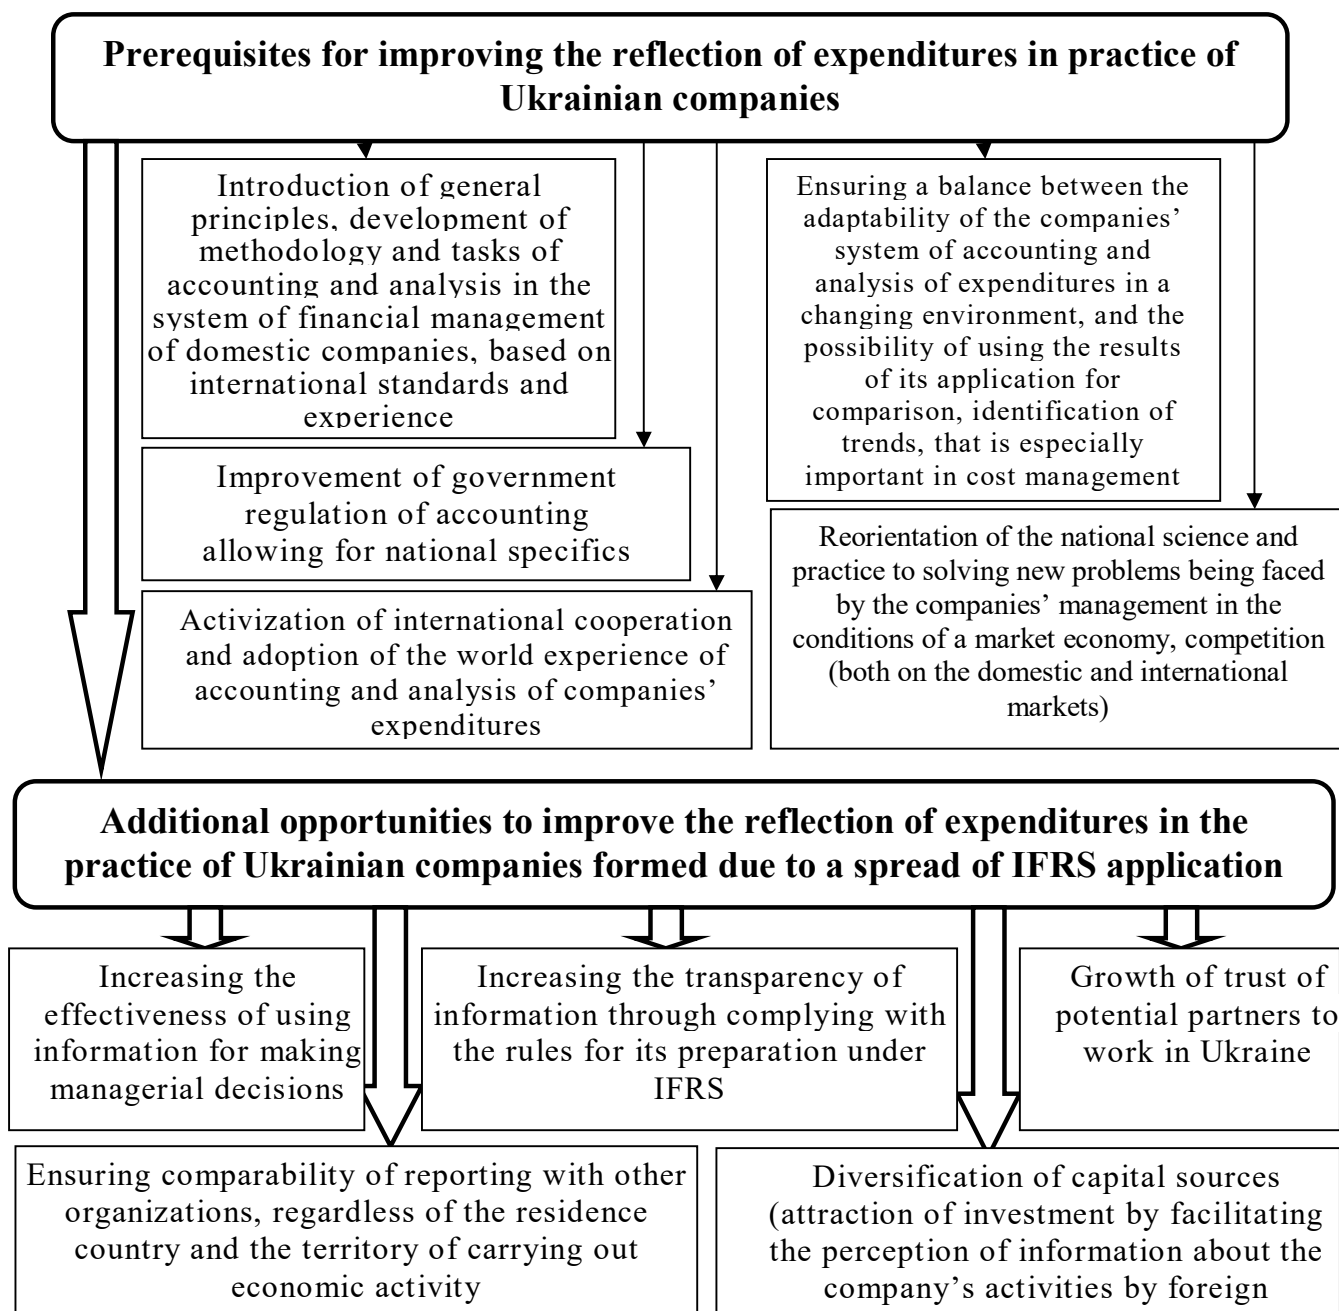 Prerequisites for improving the reflection of expenditures in practice of
Ukrainian companies
Introduction of general
principles, development of
methodology and tasks of
accounting and analysis in the
system of financial management
of domestic companies, based on
international standards and
experience
Improvement of government
regulation of accounting
allowing for national specifics
Activization of international cooperation
and adoption of the world experience of
accounting and analysis of companies’
expenditures
Ensuring a balance between the
adaptability of the companies’
system of accounting and
analysis of expenditures in a
changing environment, and the
possibility of using the results
of its application for
comparison, identification of
trends, that is especially
important in cost management
Reorientation of the national science and
practice to solving new problems being faced
by the companies’ management in the
conditions of a market economy, competition
(both on the domestic and international
markets)
Additional opportunities to improve the reflection of expenditures in the
practice of Ukrainian companies formed due to a spread of IFRS application
Increasing the
effectiveness of using
information for making
managerial decisions
Increasing the transparency of
information through complying with
the rules for its preparation under
IFRS
Growth of trust of
potential partners to
work in Ukraine
Ensuring comparability of reporting with other
organizations, regardless of the residence
country and the territory of carrying out
economic activity
Diversification of capital sources
(attraction of investment by facilitating
the perception of information about the
company’s activities by foreign